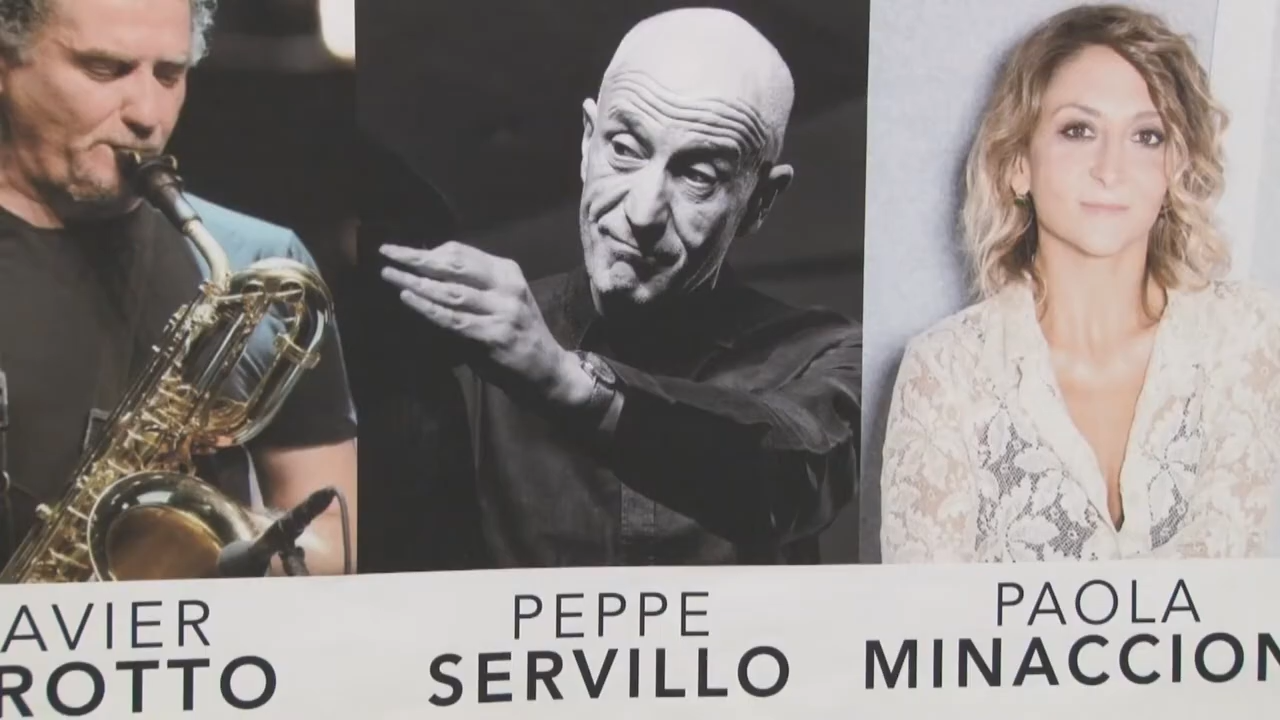 AVIER
ROTTO
PEPPE
SERVILLO
PAOLA
MINACCION